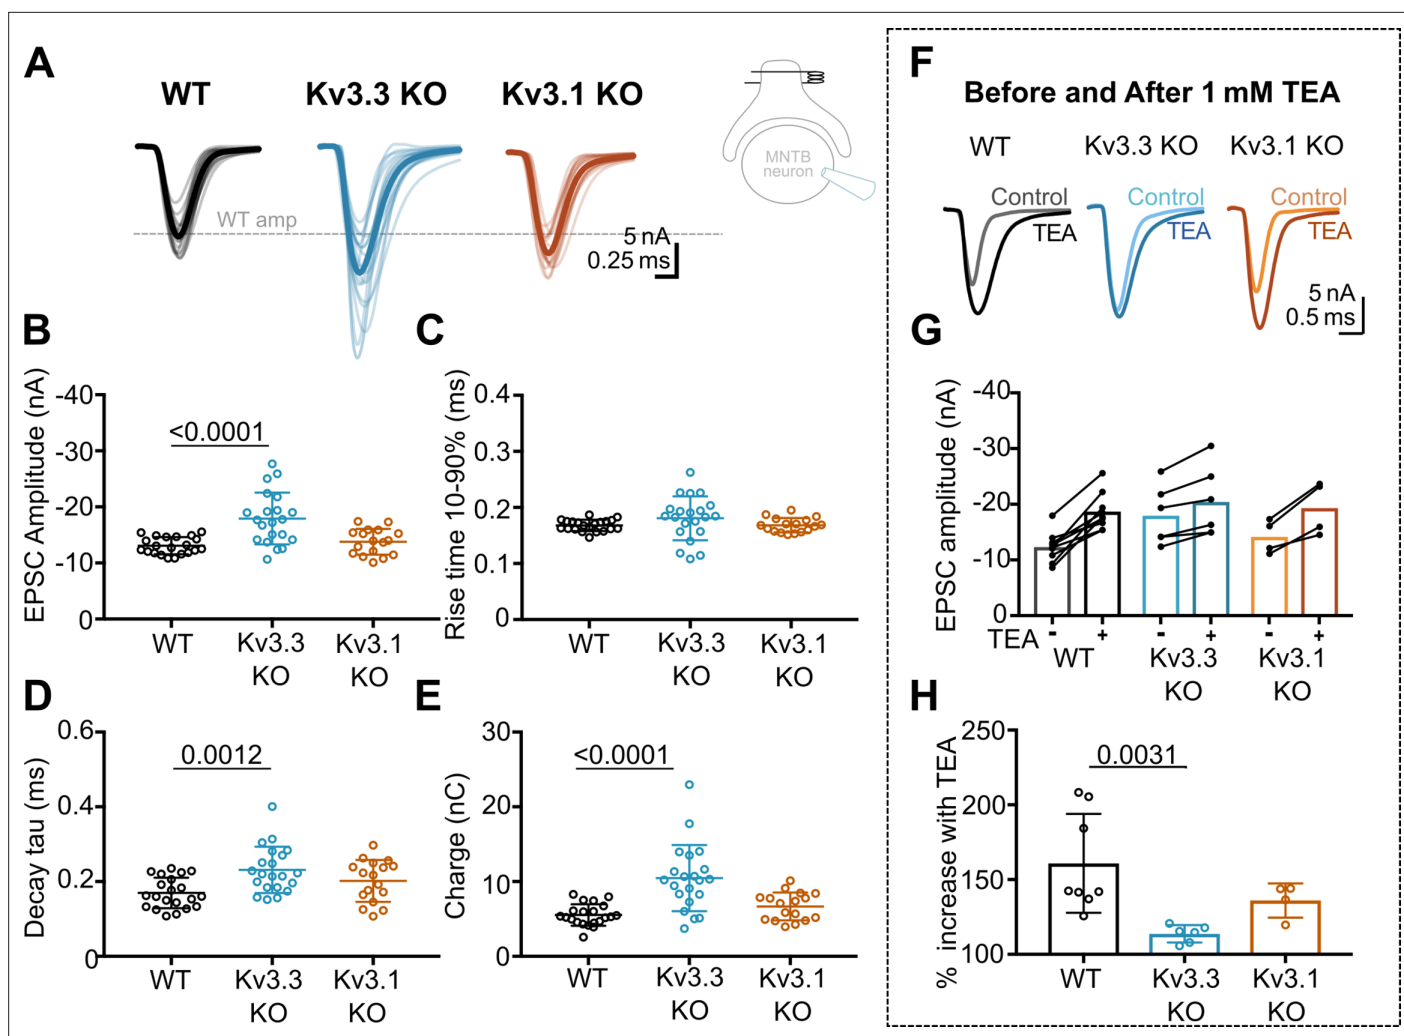 A
WT
Kv3.3 KO
Kv3.1 KO
MNTB
neuron
WT amp
5 nA
0.25 ms
B
EPSC Amplitude (nA)
-40
-30
-20
-10
0
<0.0001
WT
Kv3.3
KO
Kv3.1
KO
C
Rise time 10-90% (ms)
0.4
0.3
0.2
0.1
0
WT
Kv3.3
KO
Kv3.1
KO
D
Decay tau (ms)
0.6
0.4
0.2
0
0.0012
WT
Kv3.3
KO
Kv3.1
KO
E
Charge (nC)
30
20
10
0
<0.0001
WT
Kv3.3
KO
Kv3.1
KO
F
Before and After 1 mM TEA
WT
Kv3.3 KO
Kv3.1 KO
Control
TEA
Control
TEA
Control
TEA
5 nA
0.5 ms
G
EPSC amplitude (nA)
-40
-30
-20
-10
0
TEA - + - + - +
WT
Kv3.3
KO
Kv3.1
KO
H
% increase with TEA
250
200
150
100
0.0031
WT
Kv3.3
KO
Kv3.1
KO